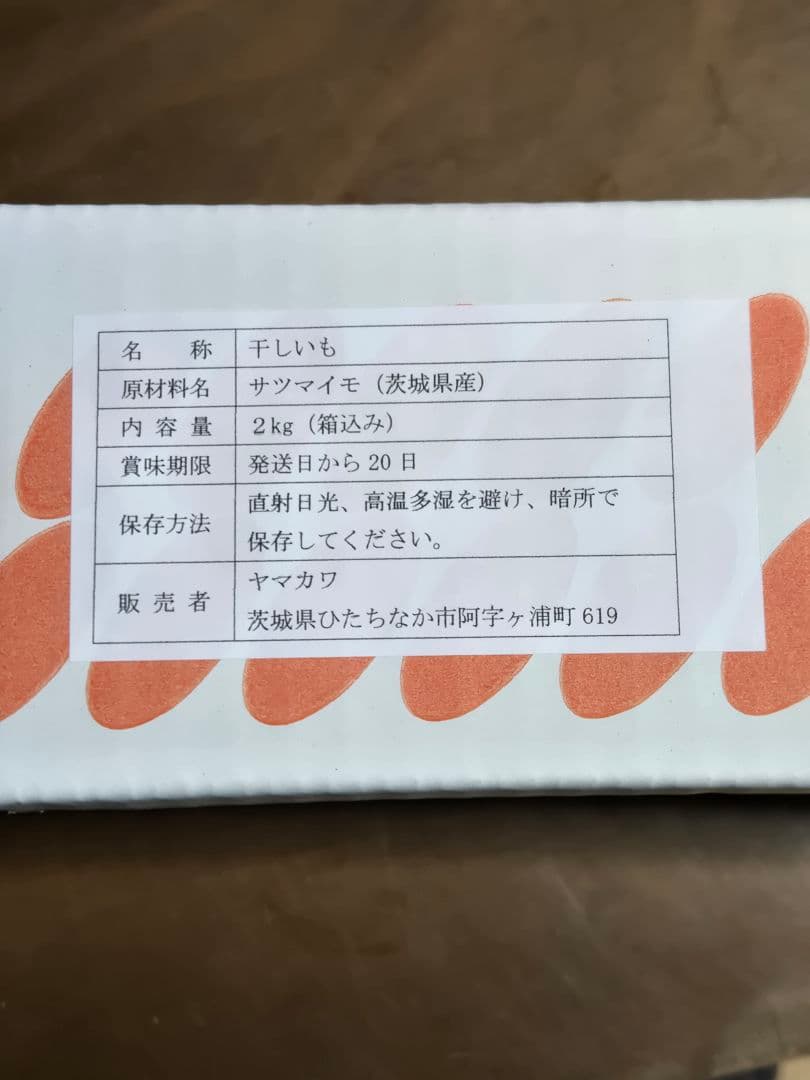 名称 干しいも
原材料名 サツマイモ（茨城県産）
内容量 2kg（箱込み）
賞味期限 発送日から20日
保存方法 直射日光、高温多湿を避け、暗所で
保存してください。
販売者 ヤマカワ
茨城県ひたちなか市阿字ヶ浦町619